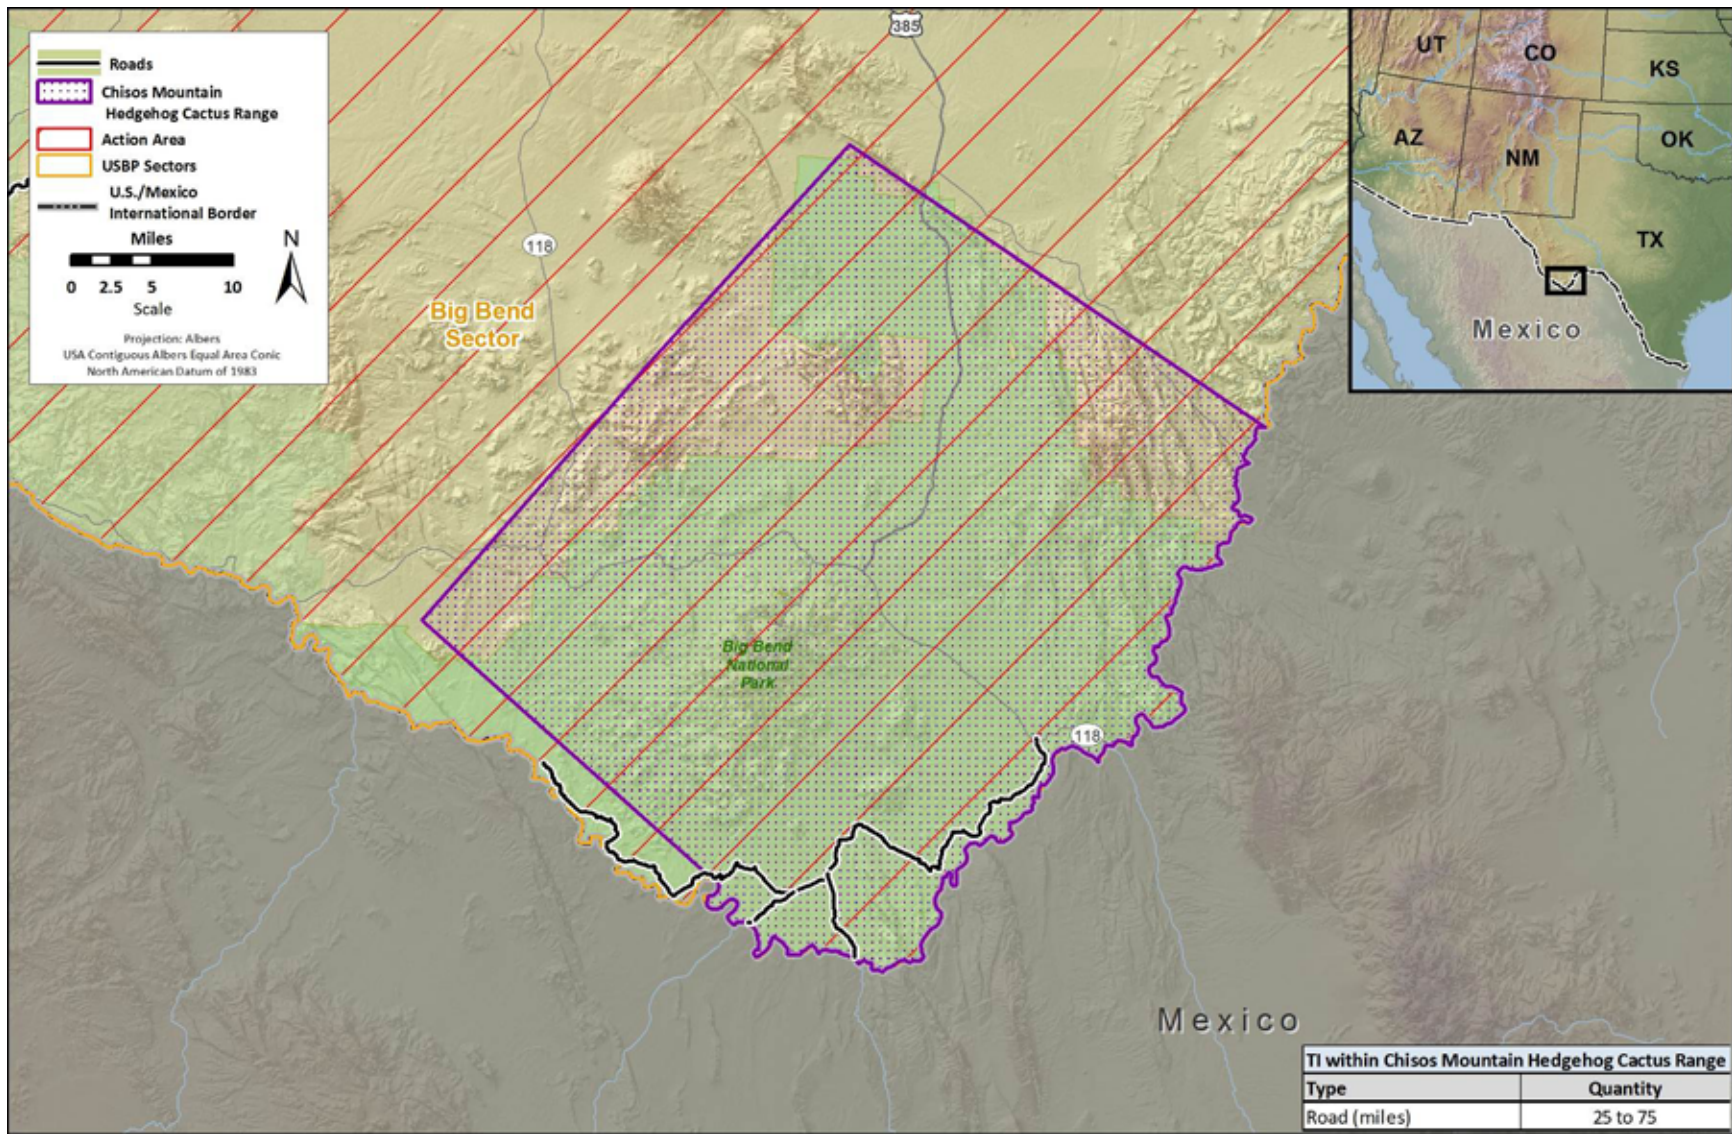 385
Roads
Chisos Mountain
Hedgehog Cactus Range
Action Area
USBP Sectors
U.S./Mexico
International Border
Miles
N
0 2.5 5 10
Scale
Projection: Albers
USA Contiguous Albers Equal Area Conic
North American Datum of 1983
118
Big Bend
Sector
UT
CO
KS
AZ
NM
OK
TX
Mexico
Big Bend
National
Park
118
Mexico
TI within Chisos Mountain Hedgehog Cactus Range
Type Quantity
Road (miles) 25 to 75